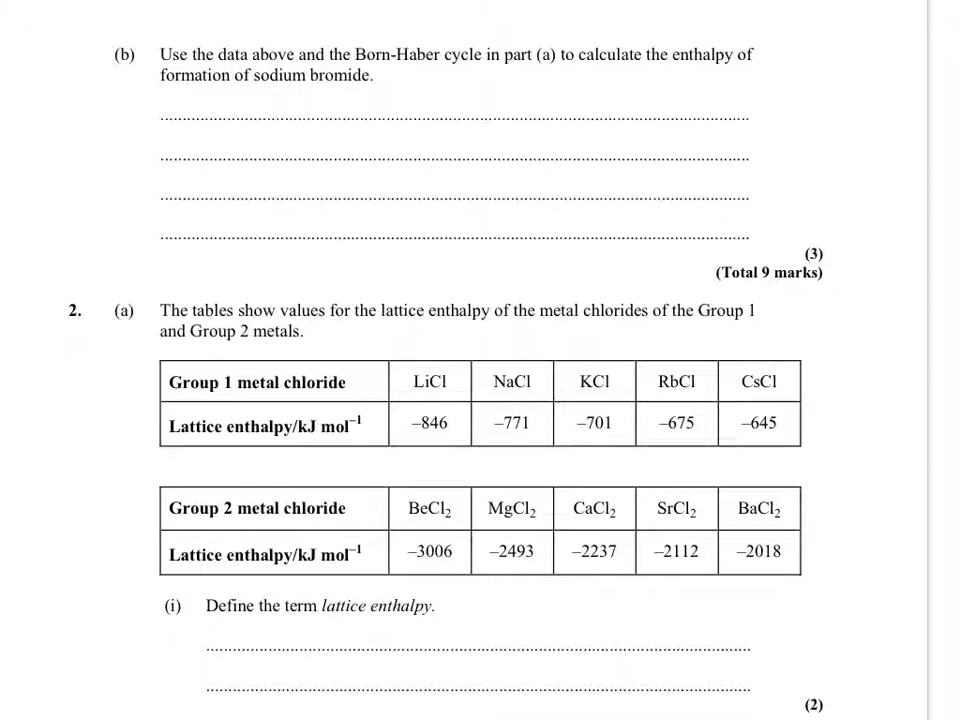 (b) Use the data above and the Born-Haber cycle in part (a) to calculate the enthalpy of
formation of sodium bromide.
(3)
(Total 9 marks)
2. (a) The tables show values for the lattice enthalpy of the metal chlorides of the Group 1
and Group 2 metals.
Group 1 metal chloride LiCl NaCl KCl RbCl CsCl
Lattice enthalpy/kJ mol⁻¹ –846 –771 –701 –675 –645
Group 2 metal chloride BeCl₂ MgCl₂ CaCl₂ SrCl₂ BaCl₂
Lattice enthalpy/kJ mol⁻¹ –3006 –2493 –2237 –2112 –2018
(i) Define the term lattice enthalpy.
(2)